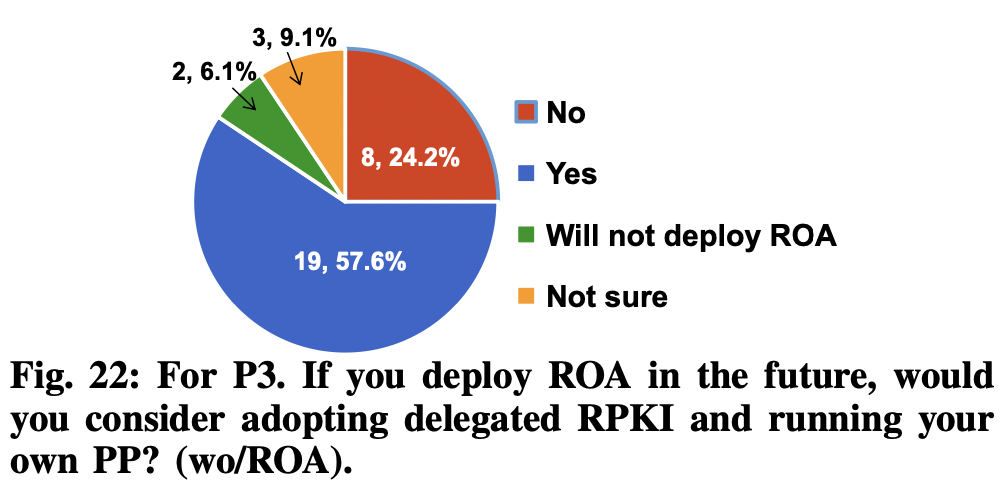 3, 9.1%
2, 6.1%
8, 24.2%
19, 57.6%
No
Yes
Will not deploy ROA
Not sure
Fig. 22: For P3. If you deploy ROA in the future, would
you consider adopting delegated RPKI and running your
own PP? (wo/ROA).